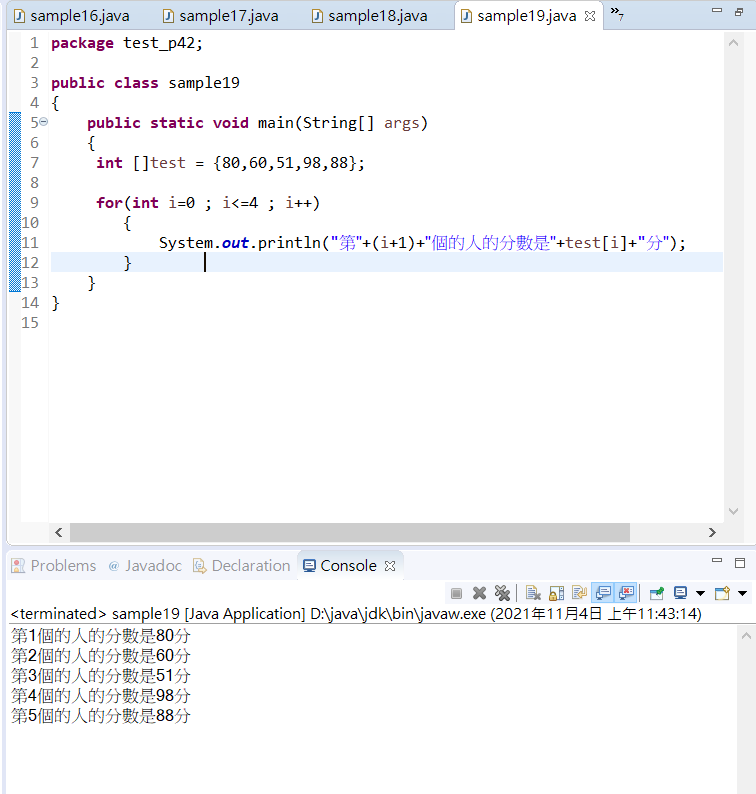 sample16.java sample17.java sample18.java sample19.java »7
1 package test_p42;
2
3 public class sample19
4 {
5 public static void main(String[] args)
6 {
7 int []test = {80,60,51,98,88};
8
9 for(int i=0 ; i<=4 ; i++)
10 {
11 System.out.println("第"+(i+1)+"個的人的分數是"+test[i]+"分");
12 }
13 }
14 }
15
Problems @ Javadoc Declaration Console
<terminated> sample19 [Java Application] D:\java\jdk\bin\javaw.exe (2021年11月4日 上午11:43:14)
第1個的人的分數是80分
第2個的人的分數是60分
第3個的人的分數是51分
第4個的人的分數是98分
第5個的人的分數是88分